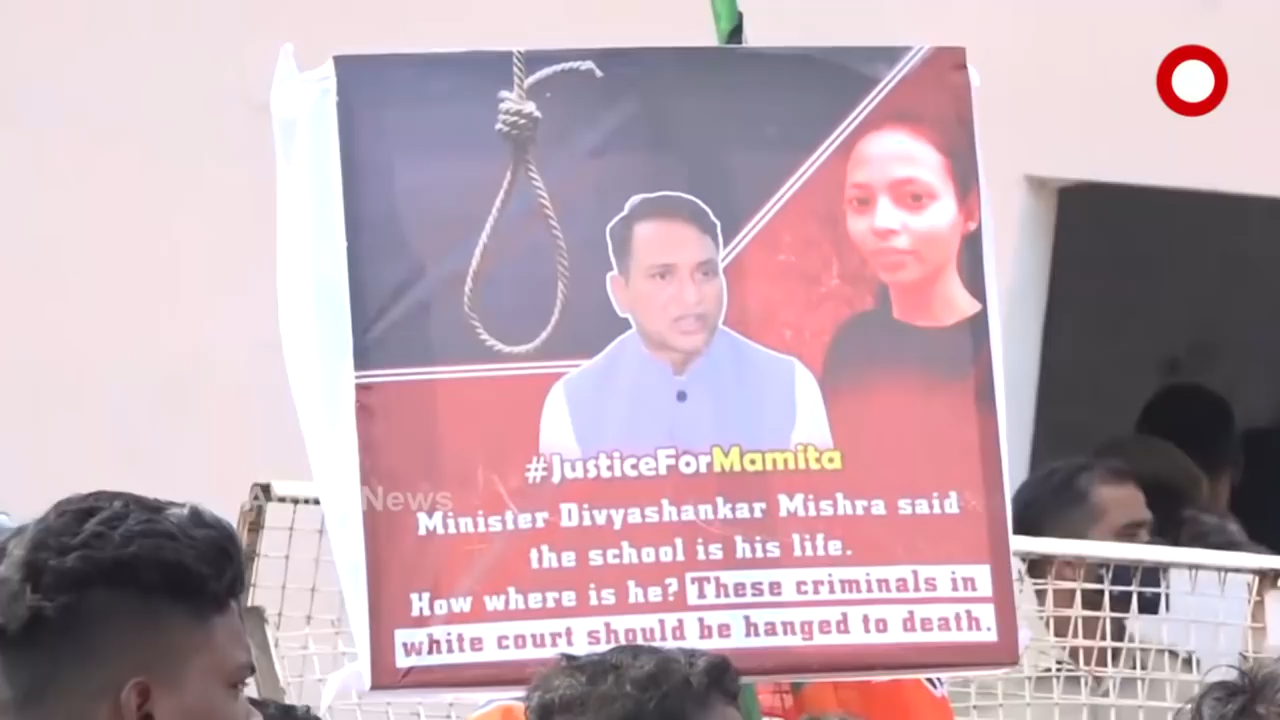 #JusticeForMamita
News
Minister Divyashankar Mishra said
the school is his life.
How where is he? These criminals in
white court should be hanged to death.